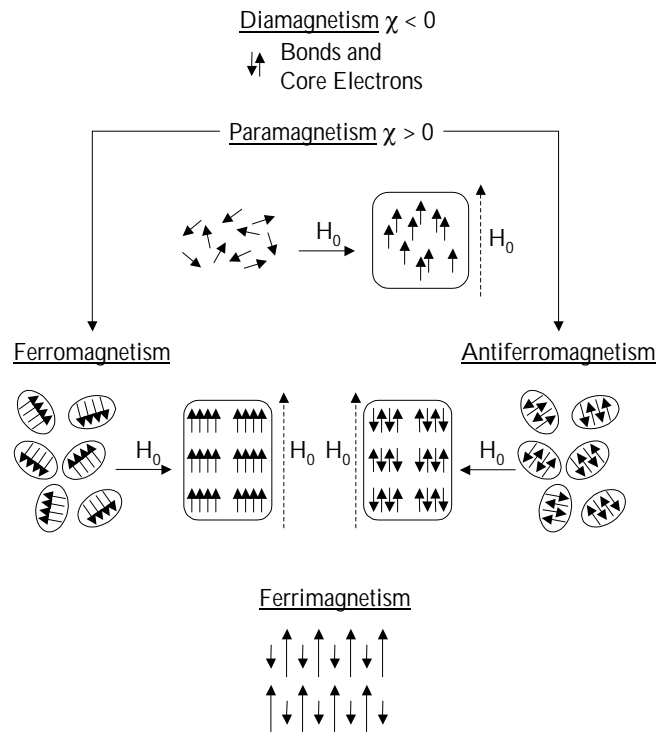 Diamagnetism χ < 0
Bonds and
Core Electrons
Paramagnetism χ > 0
H₀
H₀
Ferromagnetism
Antiferromagnetism
H₀
H₀
H₀
H₀
Ferrimagnetism